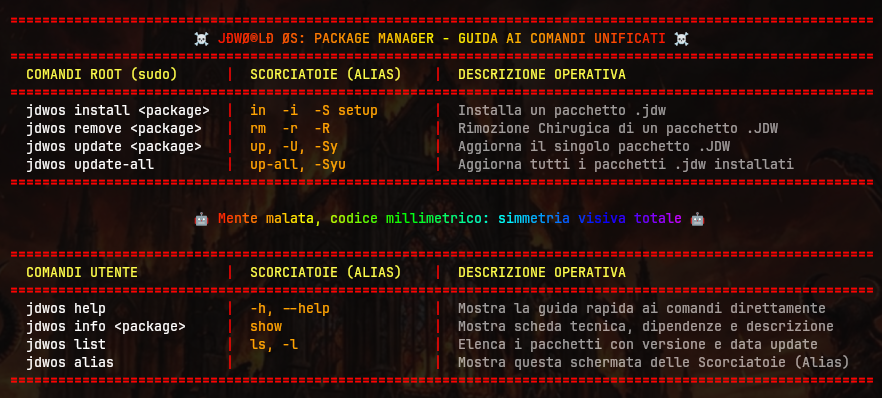 ☠️ JĐWØ®LĐ ØS: PACKAGE MANAGER - GUIDA AI COMANDI UNIFICATI ☠️
COMANDI ROOT (sudo) | SCORCIATOIE (ALIAS) | DESCRIZIONE OPERATIVA
jdwos install <package> | in -i -S setup | Installa un pacchetto .jdw
jdwos remove <package> | rm -r -R | Rimozione Chirugica di un pacchetto .JDW
jdwos update <package> | up, -U, -Sy | Aggiorna il singolo pacchetto .JDW
jdwos update-all | up-all, -Syu | Aggiorna tutti i pacchetti .jdw installati
🤖 Mente malata, codice millimetrico: simmetria visiva totale 🤖
COMANDI UTENTE | SCORCIATOIE (ALIAS) | DESCRIZIONE OPERATIVA
jdwos help | -h, --help | Mostra la guida rapida ai comandi direttamente
jdwos info <package> | show | Mostra scheda tecnica, dipendenze e descrizione
jdwos list | ls, -l | Elenca i pacchetti con versione e data update
jdwos alias | | Mostra questa schermata delle Scorciatoie (Alias)